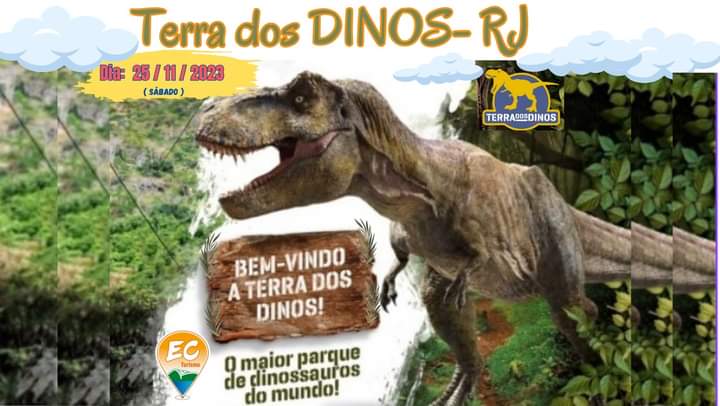 Terra dos DINOS- RJ
Dia: 25 / 11 / 2023
( SÁBADO )
TERRA DOS DINOS
BEM-VINDO
A TERRA DOS
DINOS!
EC
Turismo
O maior parque
de dinossauros
do mundo!